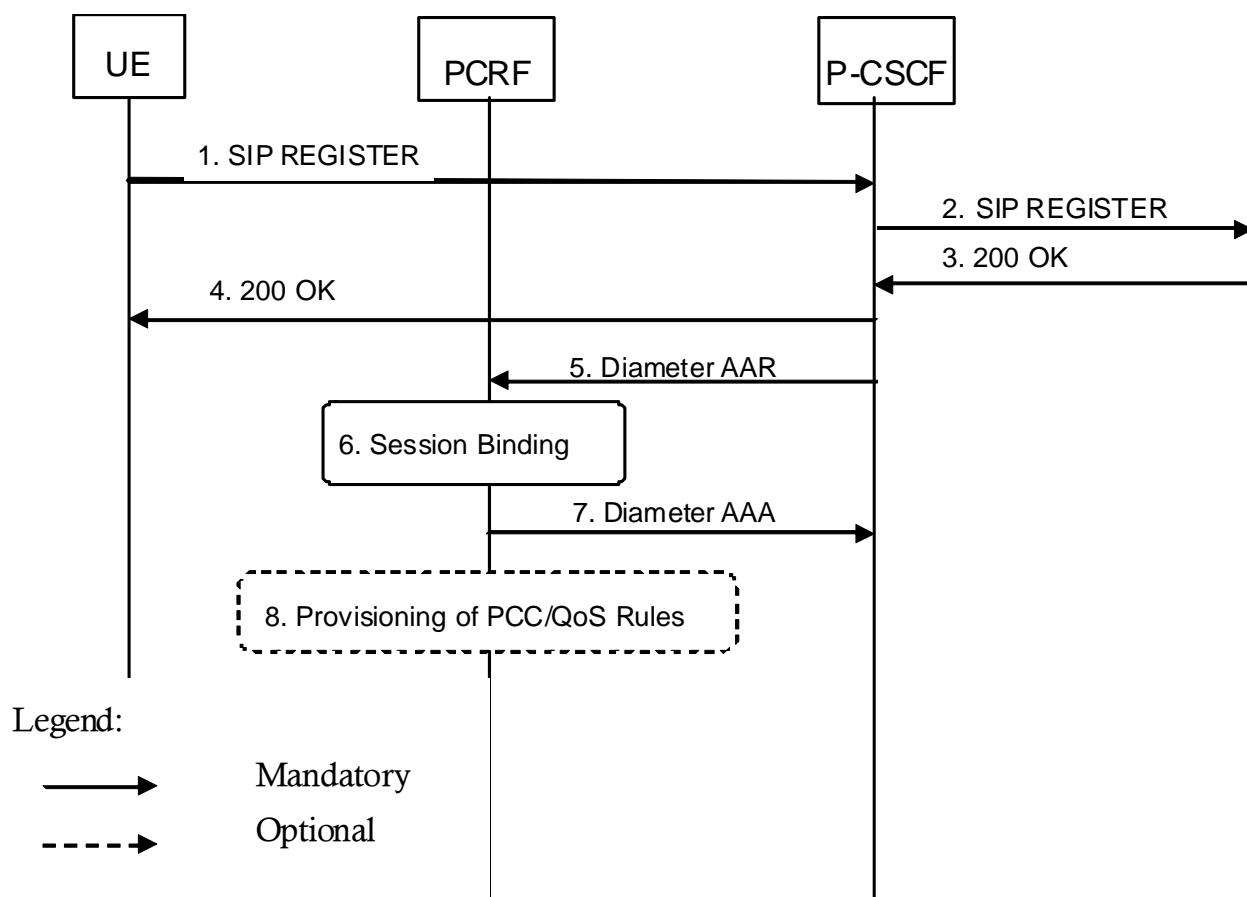 UE
PCRF
P-CSCF
1. SIP REGISTER
2. SIP REGISTER
3. 200 OK
4. 200 OK
5. Diameter AAR
6. Session Binding
7. Diameter AAA
8. Provisioning of PCC/QoS Rules
Legend:
Mandatory
Optional